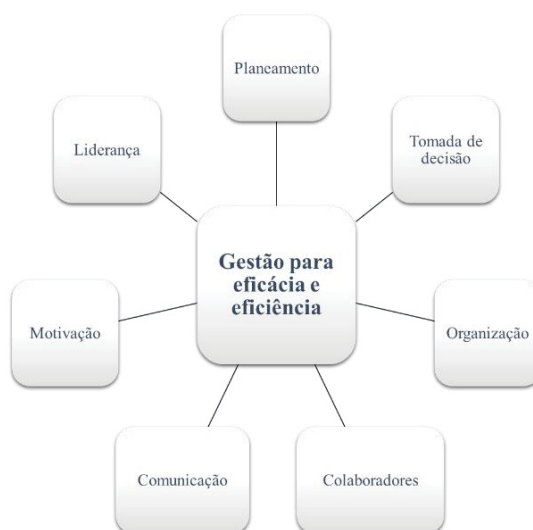 Planeamento
Tomada de
decisão
Liderança
Gestão para
eficácia e
eficiência
Motivação
Organização
Comunicação
Colaboradores